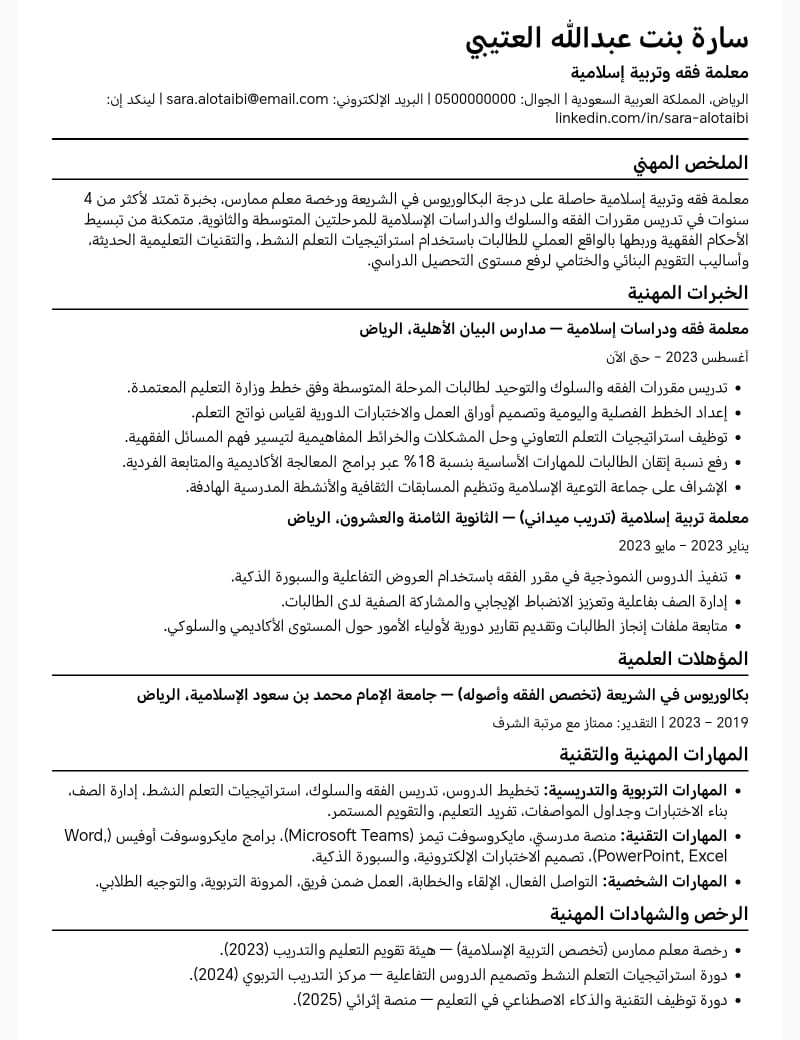 سارة بنت عبدالله العتيبي
معلمة فقه وتربية إسلامية
الرياض، المملكة العربية السعودية | الجوال: 0500000000 | البريد الإلكتروني: sara.alotaibi@email.com | لينكد إن:
linkedin.com/in/sara-alotaibi
الملخص المهني
معلمة فقه وتربية إسلامية حاصلة على درجة البكالوريوس في الشريعة ورخصة معلم ممارس، بخبرة تمتد لأكثر من 4
سنوات في تدريس مقررات الفقه والسلوك والدراسات الإسلامية للمرحلتين المتوسطة والثانوية. متمكنة من تبسيط
الأحكام الفقهية وربطها بالواقع العملي للطالبات باستخدام استراتيجيات التعلم النشط، والتقنيات التعليمية الحديثة،
وأساليب التقويم البنائي والختامي لرفع مستوى التحصيل الدراسي.
الخبرات المهنية
معلمة فقه ودراسات إسلامية — مدارس البيان الأهلية، الرياض
أغسطس 2023 – حتى الآن
• تدريس مقررات الفقه والسلوك والتوحيد لطالبات المرحلة المتوسطة وفق خطط وزارة التعليم المعتمدة.
• إعداد الخطط الفصلية واليومية وتصميم أوراق العمل والاختبارات الدورية لقياس نواتج التعلم.
• توظيف استراتيجيات التعلم التعاوني وحل المشكلات والخرائط المفاهيمية لتيسير فهم المسائل الفقهية.
• رفع نسبة إتقان الطالبات للمهارات الأساسية بنسبة 18% عبر برامج المعالجة الأكاديمية والمتابعة الفردية.
• الإشراف على جماعة التوعية الإسلامية وتنظيم المسابقات الثقافية والأنشطة المدرسية الهادفة.
معلمة تربية إسلامية (تدريب ميداني) — الثانوية الثامنة والعشرون، الرياض
يناير 2023 – مايو 2023
• تنفيذ الدروس النموذجية في مقرر الفقه باستخدام العروض التفاعلية والسبورة الذكية.
• إدارة الصف بفاعلية وتعزيز الانضباط الإيجابي والمشاركة الصفية لدى الطالبات.
• متابعة ملفات إنجاز الطالبات وتقديم تقارير دورية لأولياء الأمور حول المستوى الأكاديمي والسلوكي.
المؤهلات العلمية
بكالوريوس في الشريعة (تخصص الفقه وأصوله) — جامعة الإمام محمد بن سعود الإسلامية، الرياض
2019 – 2023 | التقدير: ممتاز مع مرتبة الشرف
المهارات المهنية والتقنية
• المهارات التربوية والتدريسية: تخطيط الدروس، تدريس الفقه والسلوك، استراتيجيات التعلم النشط، إدارة الصف،
بناء الاختبارات وجداول المواصفات، تفريد التعليم، والتقويم المستمر.
• المهارات التقنية: منصة مدرستي، مايكروسوفت تيمز (Microsoft Teams)، برامج مايكروسوفت أوفيس (Word,
PowerPoint, Excel)، تصميم الاختبارات الإلكترونية، والسبورة الذكية.
• المهارات الشخصية: التواصل الفعال، الإلقاء والخطابة، العمل ضمن فريق، المرونة التربوية، والتوجيه الطلابي.
الرخص والشهادات المهنية
• رخصة معلم ممارس (تخصص التربية الإسلامية) — هيئة تقويم التعليم والتدريب (2023).
• دورة استراتيجيات التعلم النشط وتصميم الدروس التفاعلية — مركز التدريب التربوي (2024).
• دورة توظيف التقنية والذكاء الاصطناعي في التعليم — منصة إثرائي (2025).